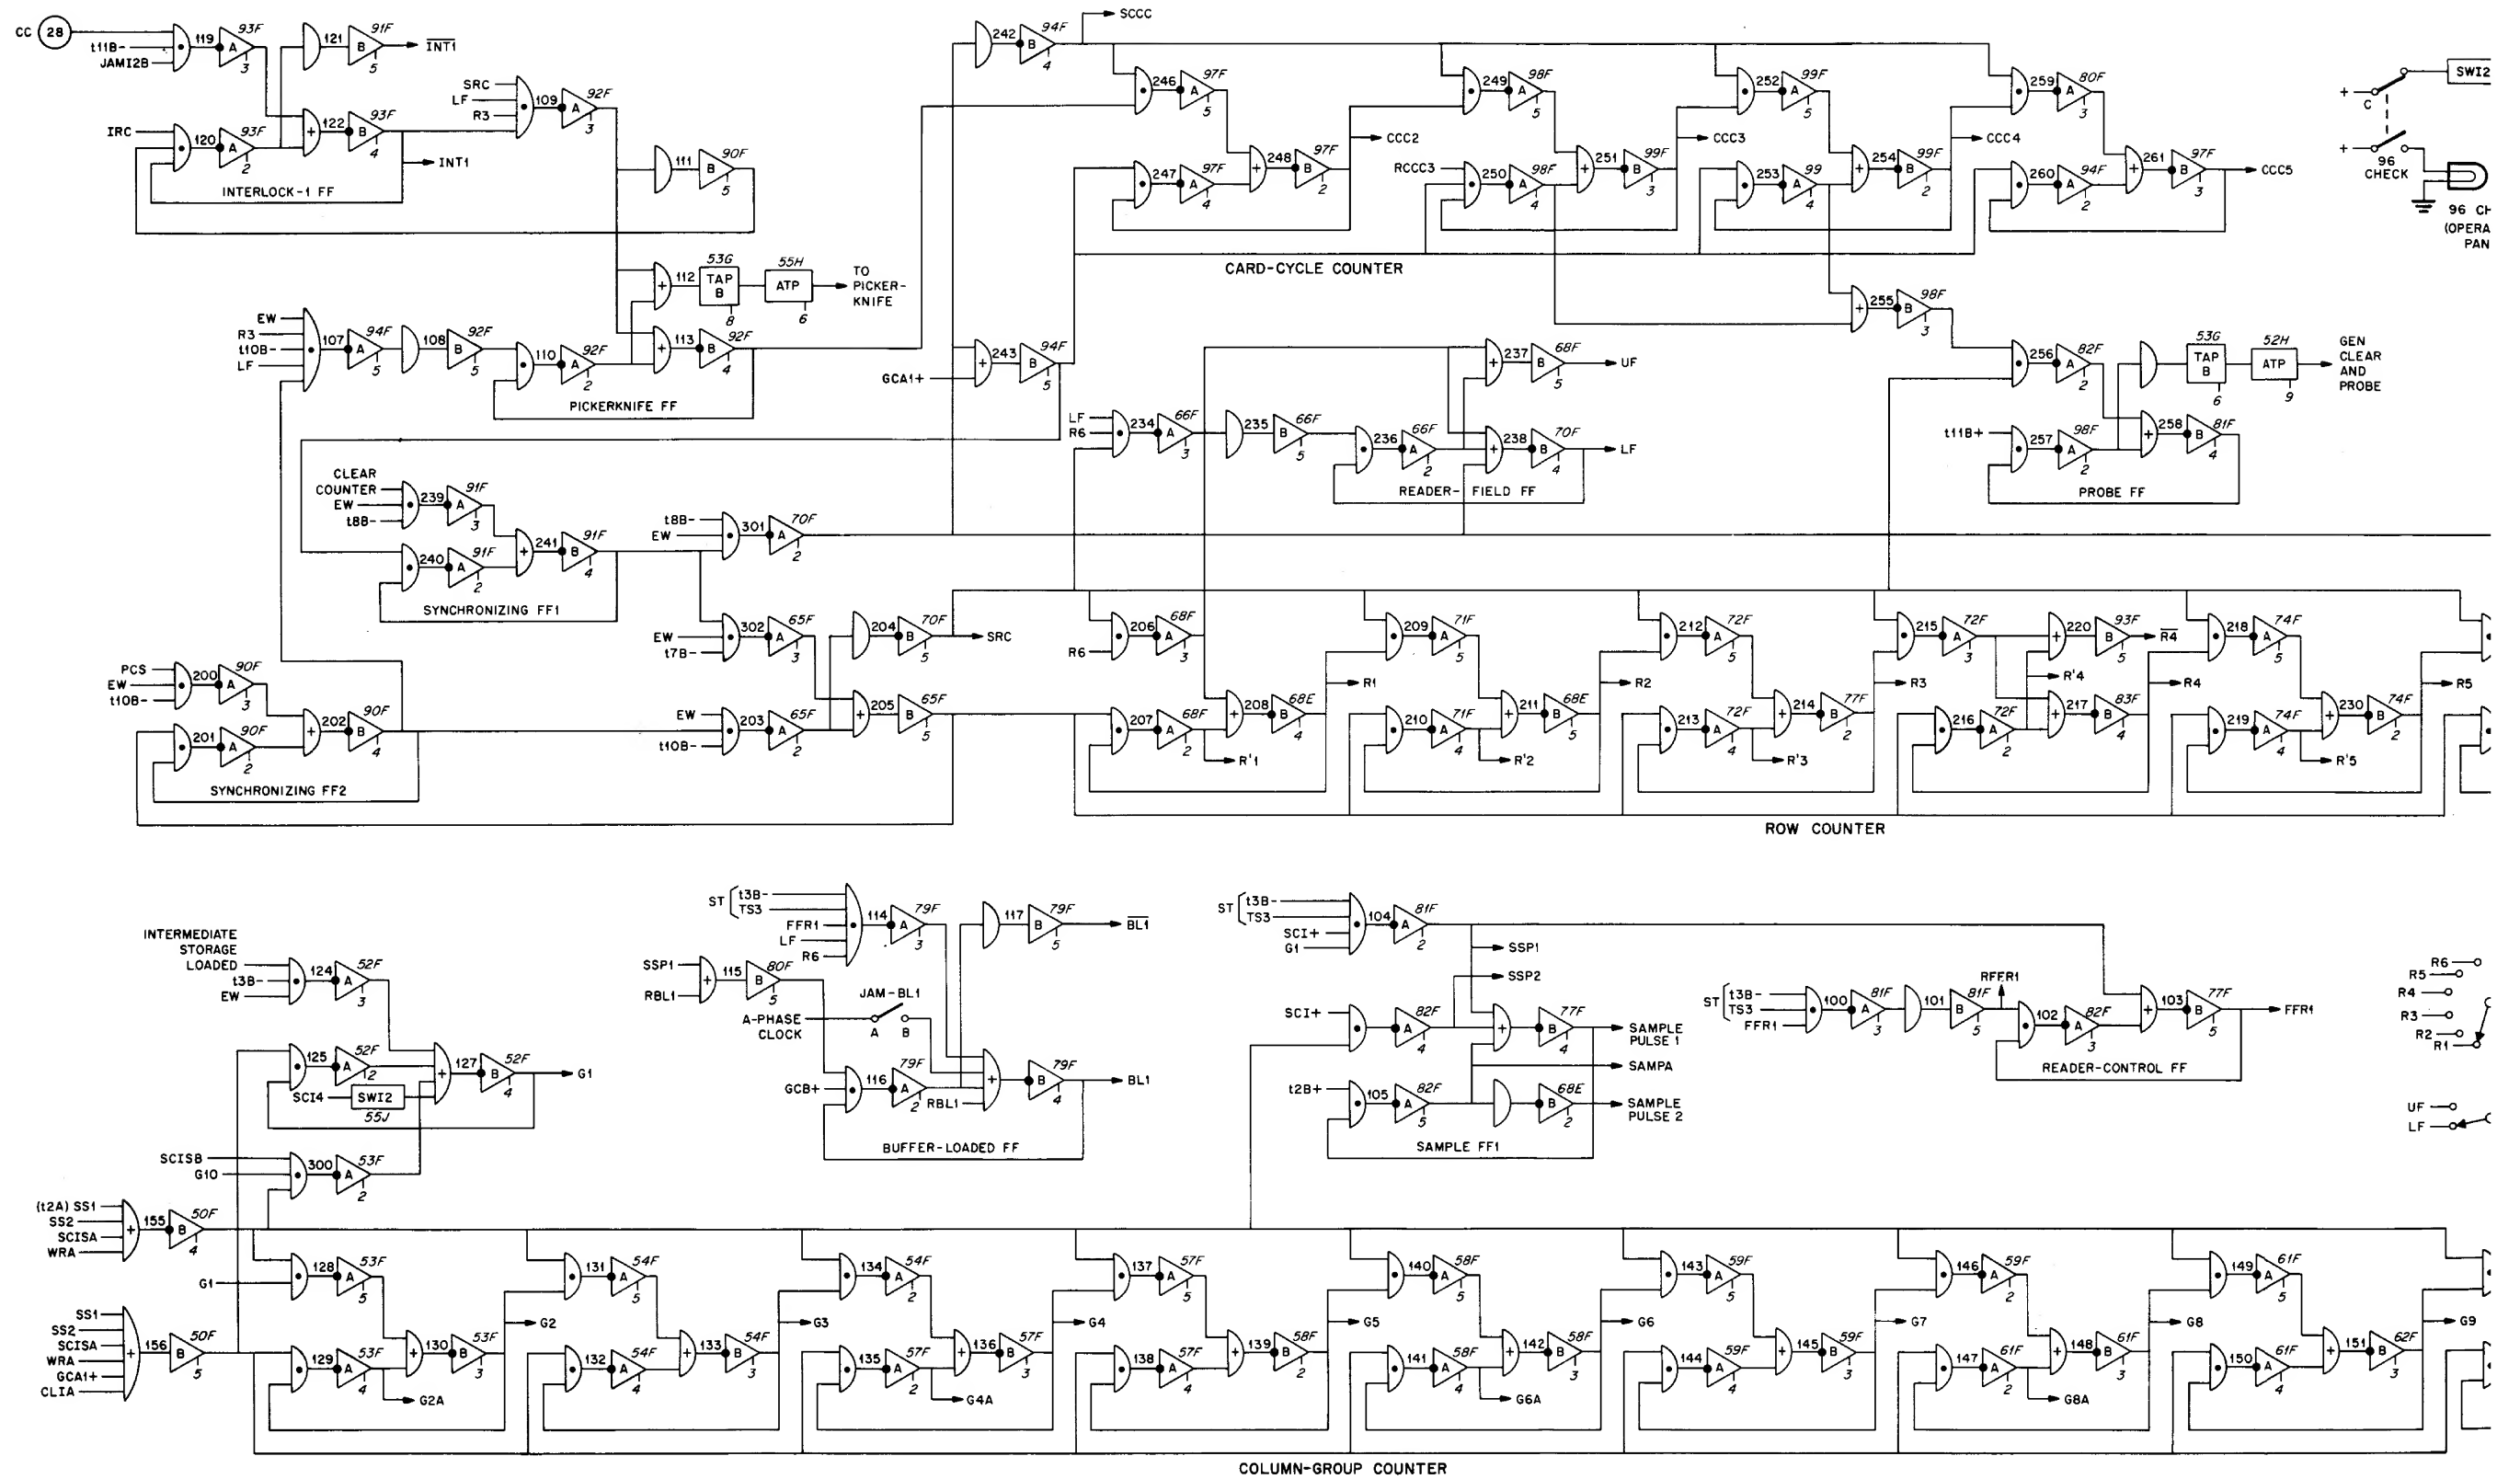 CC 28
t11B-
JAMI2B
119 A 93F 3
121 B 91F 5
INT1
IRC
120 A 93F 2
122 B 93F 4
INT1
INTERLOCK-1 FF
SRC
LF
R3
109 A 92F 3
111 B 90F 5
112
53G TAP B 8
55H ATP 6
TO PICKER-
KNIFE
EW
R3
t10B-
LF
107 A 94F 5
108 B 92F 5
110 A 92F 2
113 B 92F 4
PICKERKNIFE FF
242 B 94F 4
SCCC
246 A 97F 5
247 A 97F 4
248 B 97F 2
CCC2
249 A 98F 5
RCCC3
250 A 98F 4
251 B 99F 3
CCC3
252 A 99F 5
253 A 99 4
254 B 99F 2
CCC4
259 A 80F 3
260 A 94F 2
261 B 97F 3
CCC5
CARD-CYCLE COUNTER
+ C
SWI2
+
96
CHECK
96 CH
(OPERA
PAN
GCA1+
243 B 94F 5
255 B 98F 3
256 A 82F 2
53G TAP B 6
52H ATP 9
GEN
CLEAR
AND
PROBE
t11B+
257 A 98F 2
258 B 81F 4
PROBE FF
LF
R6
234 A 66F 3
235 B 66F 5
236 A 66F 2
237 B 68F 5
UF
238 B 70F 4
LF
READER- FIELD FF
CLEAR
COUNTER
EW
t8B-
239 A 91F 3
240 A 91F 2
241 B 91F 4
SYNCHRONIZING FF1
t8B-
EW
301 A 70F 2
EW
t7B-
302 A 65F 3
204 B 70F 5
SRC
PCS
EW
t10B-
200 A 90F 3
201 A 90F 2
202 B 90F 4
SYNCHRONIZING FF2
EW
t10B-
203 A 65F 2
205 B 65F 5
R6
206 A 68F 3
207 A 68F 2
208 B 68E 4
R1
R'1
209 A 71F 5
210 A 71F 4
211 B 68E 5
R2
R'2
212 A 72F 5
213 A 72F 4
214 B 77F 2
R3
R'3
215 A 72F 3
216 A 72F 2
220 B 93F 5
R4
R'4
217 B 83F 4
R4
218 A 74F 5
219 A 74F 4
230 B 74F 2
R5
R'5
ROW COUNTER
INTERMEDIATE
STORAGE
LOADED
t3B-
EW
124 A 52F 3
125 A 52F 2
SCI4
SWI2
55J
127 B 52F 4
G1
SCISB
G10
300 A 53F 2
ST t3B-
TS3
FFR1
LF
R6
114 A 79F 3
SSP1
RBL1
115 B 80F 5
JAM-BL1
A-PHASE
CLOCK
A B
GCB+
116 A 79F 2
RBL1
117 B 79F 5
BL1
B 79F 4
BL1
BUFFER-LOADED FF
ST t3B-
TS3
SCI+
G1
104 A 81F 2
SSP1
SSP2
SCI+
A 82F 4
B 77F 4
SAMPLE
PULSE 1
SAMPA
t2B+
105 A 82F 5
B 68E 2
SAMPLE
PULSE 2
SAMPLE FF1
ST t3B-
TS3
FFR1
100 A 81F 3
101 B 81F 5
RFFR1
102 A 82F 3
103 B 77F 5
FFR1
READER-CONTROL FF
R6
R5
R4
R3
R2
R1
UF
LF
(t2A) SS1
SS2
SCISA
WRA
155 B 50F 4
SS1
SS2
SCISA
WRA
GCA1+
CLIA
156 B 50F 5
G1
128 A 53F 5
129 A 53F 4
130 B 53F 3
G2
G2A
131 A 54F 5
132 A 54F 4
133 B 54F 3
G3
134 A 54F 2
135 A 57F 2
136 B 57F 3
G4
G4A
137 A 57F 5
138 A 57F 4
139 B 58F 2
G5
140 A 58F 5
141 A 58F 4
142 B 58F 3
G6
G6A
143 A 59F 5
144 A 59F 4
145 B 59F 3
G7
146 A 59F 2
147 A 61F 2
148 B 61F 3
G8
G8A
149 A 61F 5
150 A 61F 4
151 B 62F 3
G9
COLUMN-GROUP COUNTER